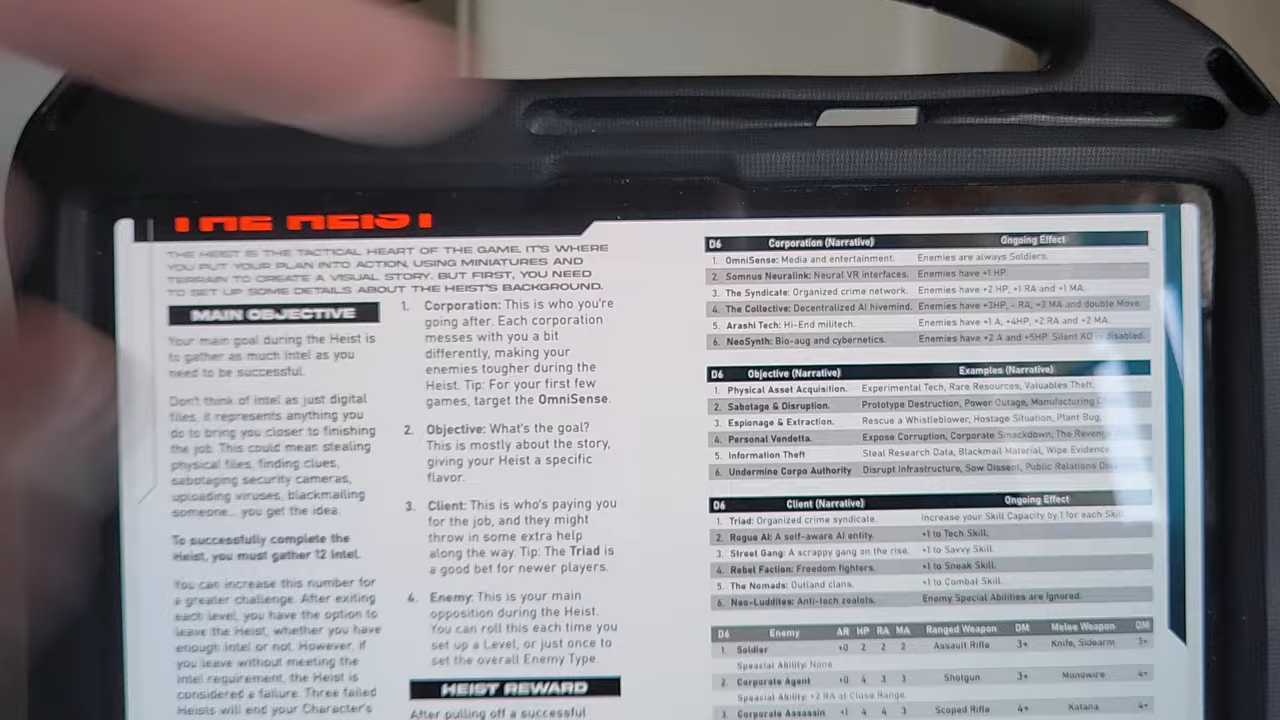 THE HEIST
THE HEIST IS THE TACTICAL HEART OF THE GAME. IT'S WHERE
YOU PUT YOUR PLAN INTO ACTION, USING MINIATURES AND
TERRAIN TO CREATE A VISUAL STORY. BUT FIRST, YOU NEED
TO SET UP SOME DETAILS ABOUT THE HEIST'S BACKGROUND.
MAIN OBJECTIVE
Your main goal during the Heist is
to gather as much Intel as you
need to be successful.
Don't think of Intel as just digital
files, it represents anything you
do to bring you closer to finishing
the job. This could mean stealing
physical files, finding clues,
sabotaging security cameras,
uploading viruses, blackmailing
someone... you get the idea.
To successfully complete the
Heist, you must gather 12 Intel.
You can increase this number for
a greater challenge. After exiting
each level, you have the option to
leave the Heist, whether you have
enough Intel or not. However, if
you leave without meeting the
Intel requirement, the Heist is
considered a failure. Three failed
Heists will end your Character's
1. Corporation: This is who you're
going after. Each corporation
messes with you a bit
differently, making your
enemies tougher during the
Heist. Tip: For your first few
games, target the OmniSense.
2. Objective: What's the goal?
This is mostly about the story,
giving your Heist a specific
flavor.
3. Client: This is who's paying you
for the job, and they might
throw in some extra help
along the way. Tip: The Triad is
a good bet for newer players.
4. Enemy: This is your main
opposition during the Heist.
You can roll this each time you
set up a Level, or just once to
set the overall Enemy Type.
HEIST REWARD
After pulling off a successful
D6 Corporation (Narrative) Ongoing Effect
1. OmniSense: Media and entertainment. Enemies are always Soldiers.
2. Somnus Neuralink: Neural VR interfaces. Enemies have +1 HP.
3. The Syndicate: Organized crime network. Enemies have +2 HP, +1 RA and +1 MA.
4. The Collective: Decentralized AI hivemind. Enemies have +3HP, - RA, +3 MA and double Move.
5. Arashi Tech: Hi-End militech. Enemies have +1 A, +4HP, +2 RA and +2 MA.
6. NeoSynth: Bio-aug and cybernetics. Enemies have +2 A and +5HP Silent KO disabled.
D6 Objective (Narrative) Examples (Narrative)
1. Physical Asset Acquisition. Experimental Tech, Rare Resources, Valuables Theft.
2. Sabotage & Disruption. Prototype Destruction, Power Outage, Manufacturing
3. Espionage & Extraction. Rescue a Whistleblower, Hostage Situation, Plant Bug.
4. Personal Vendetta. Expose Corruption, Corporate Smackdown, The Revenge
5. Information Theft Steal Research Data, Blackmail Material, Wipe Evidence.
6. Undermine Corpo Authority Disrupt Infrastructure, Sow Dissent, Public Relations
D6 Client (Narrative) Ongoing Effect
1. Triad: Organized crime syndicate. Increase your Skill Capacity by 1 for each Skill.
2. Rogue AI: A self-aware AI entity. +1 to Tech Skill.
3. Street Gang: A scrappy gang on the rise. +1 to Savvy Skill.
4. Rebel Faction: Freedom fighters. +1 to Sneak Skill.
5. The Nomads: Outland clans. +1 to Combat Skill.
6. Neo-Luddites: Anti-tech zealots. Enemy Special Abilities are Ignored.
D6 Enemy AR HP RA MA Ranged Weapon DM Melee Weapon DM
1. Soldier +0 2 2 2 Assault Rifle 3+ Knife, Sidearm 3+
Speacial Ability: None
2. Corporate Agent +0 4 3 3 Shotgun 3+ Monowire 4+
Speacial Ability: +2 RA at Close Range.
3. Corporate Assassin +1 4 4 3 Scoped Rifle 4+ Katana 4+